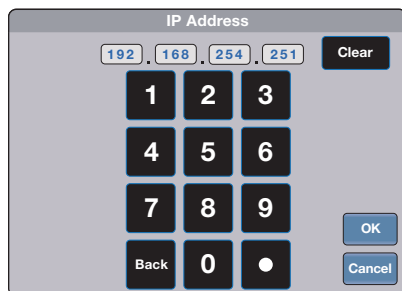 IP Address
192 . 168 . 254 . 251 Clear
1 2 3
4 5 6
7 8 9
OK
Back 0 ●
Cancel